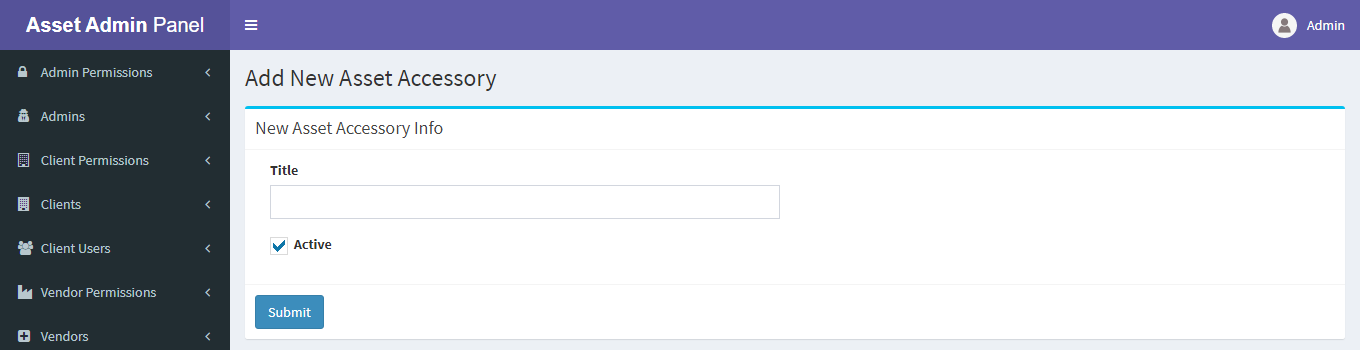 Asset Admin Panel
Admin
Admin Permissions
Admins
Client Permissions
Clients
Client Users
Vendor Permissions
Vendors
Add New Asset Accessory
New Asset Accessory Info
Title
Active
Submit